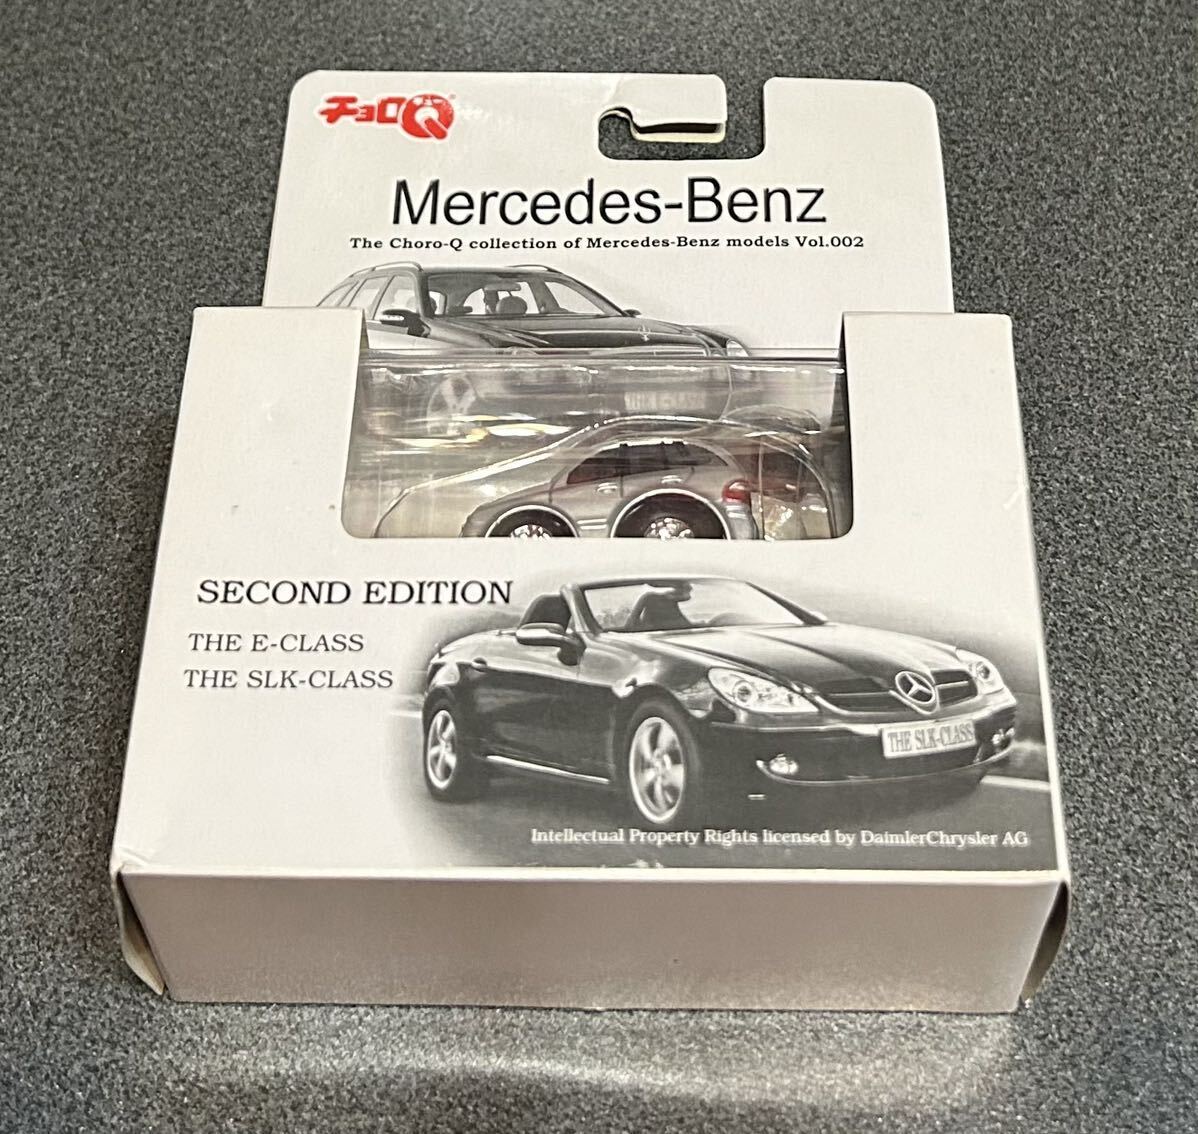 チョロQ
Mercedes-Benz
The Choro-Q collection of Mercedes-Benz models Vol.002
THE E-CLASS
SECOND EDITION
THE E-CLASS
THE SLK-CLASS
THE SLK-CLASS
Intellectual Property Rights licensed by DaimlerChrysler AG